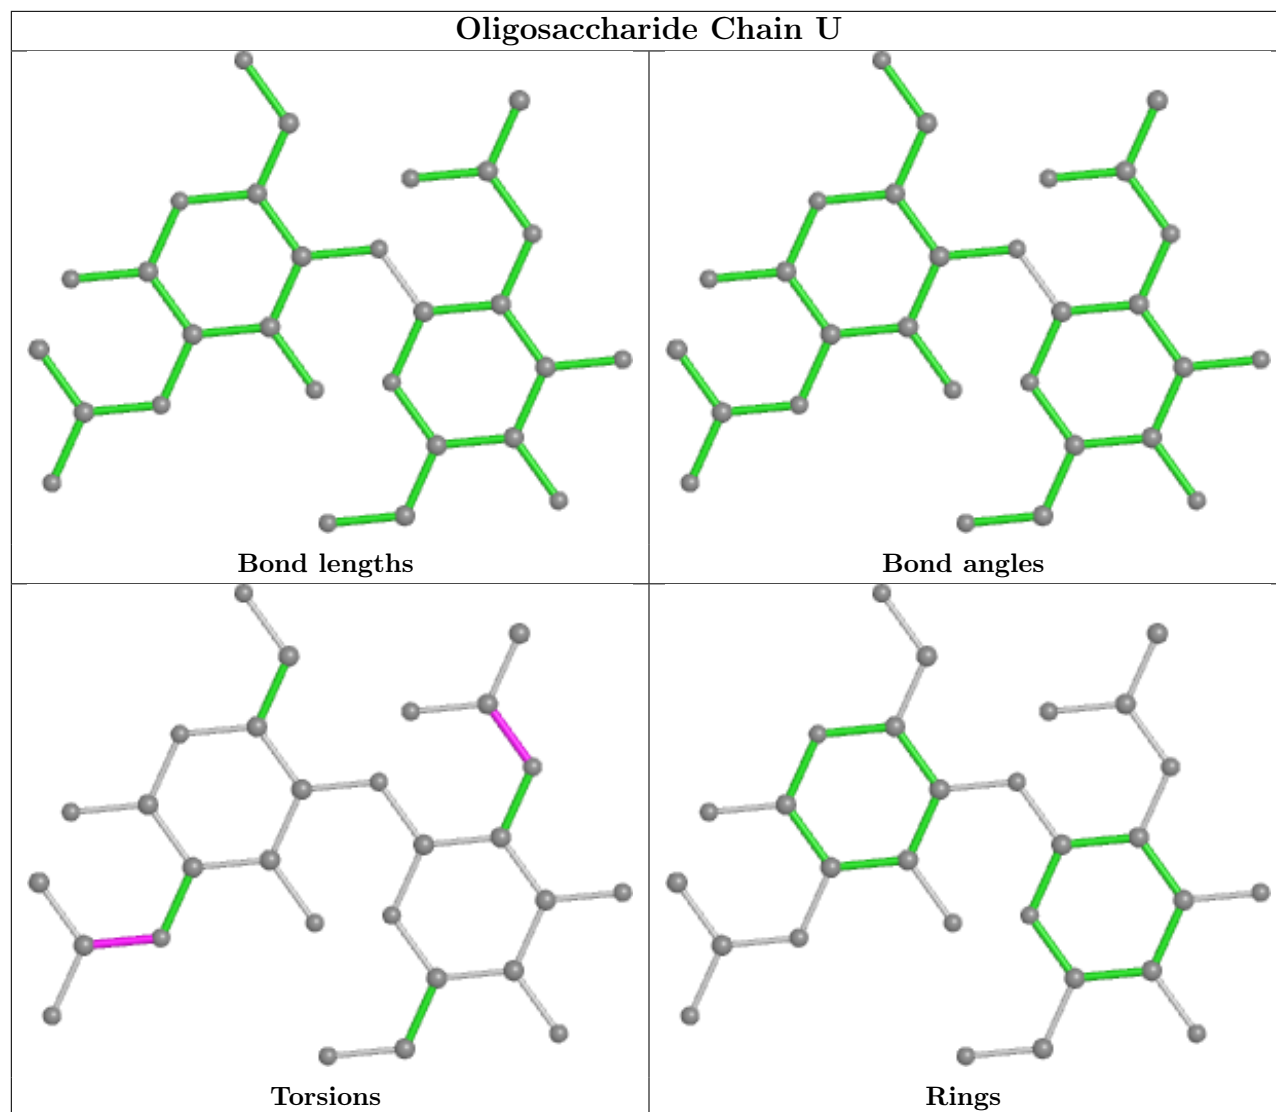 Oligosaccharide Chain U
Bond lengths
Bond angles
Torsions
Rings